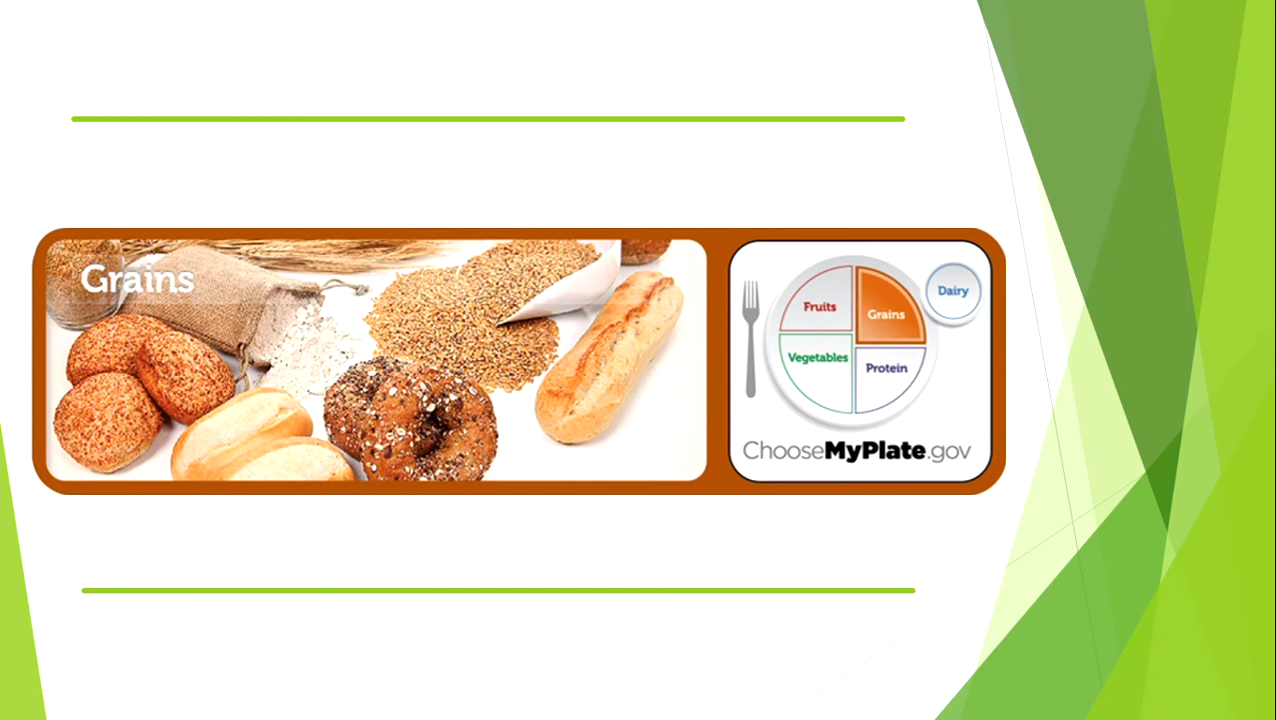 Grains
Fruits
Grains
Dairy
Vegetables
Protein
ChooseMyPlate.gov